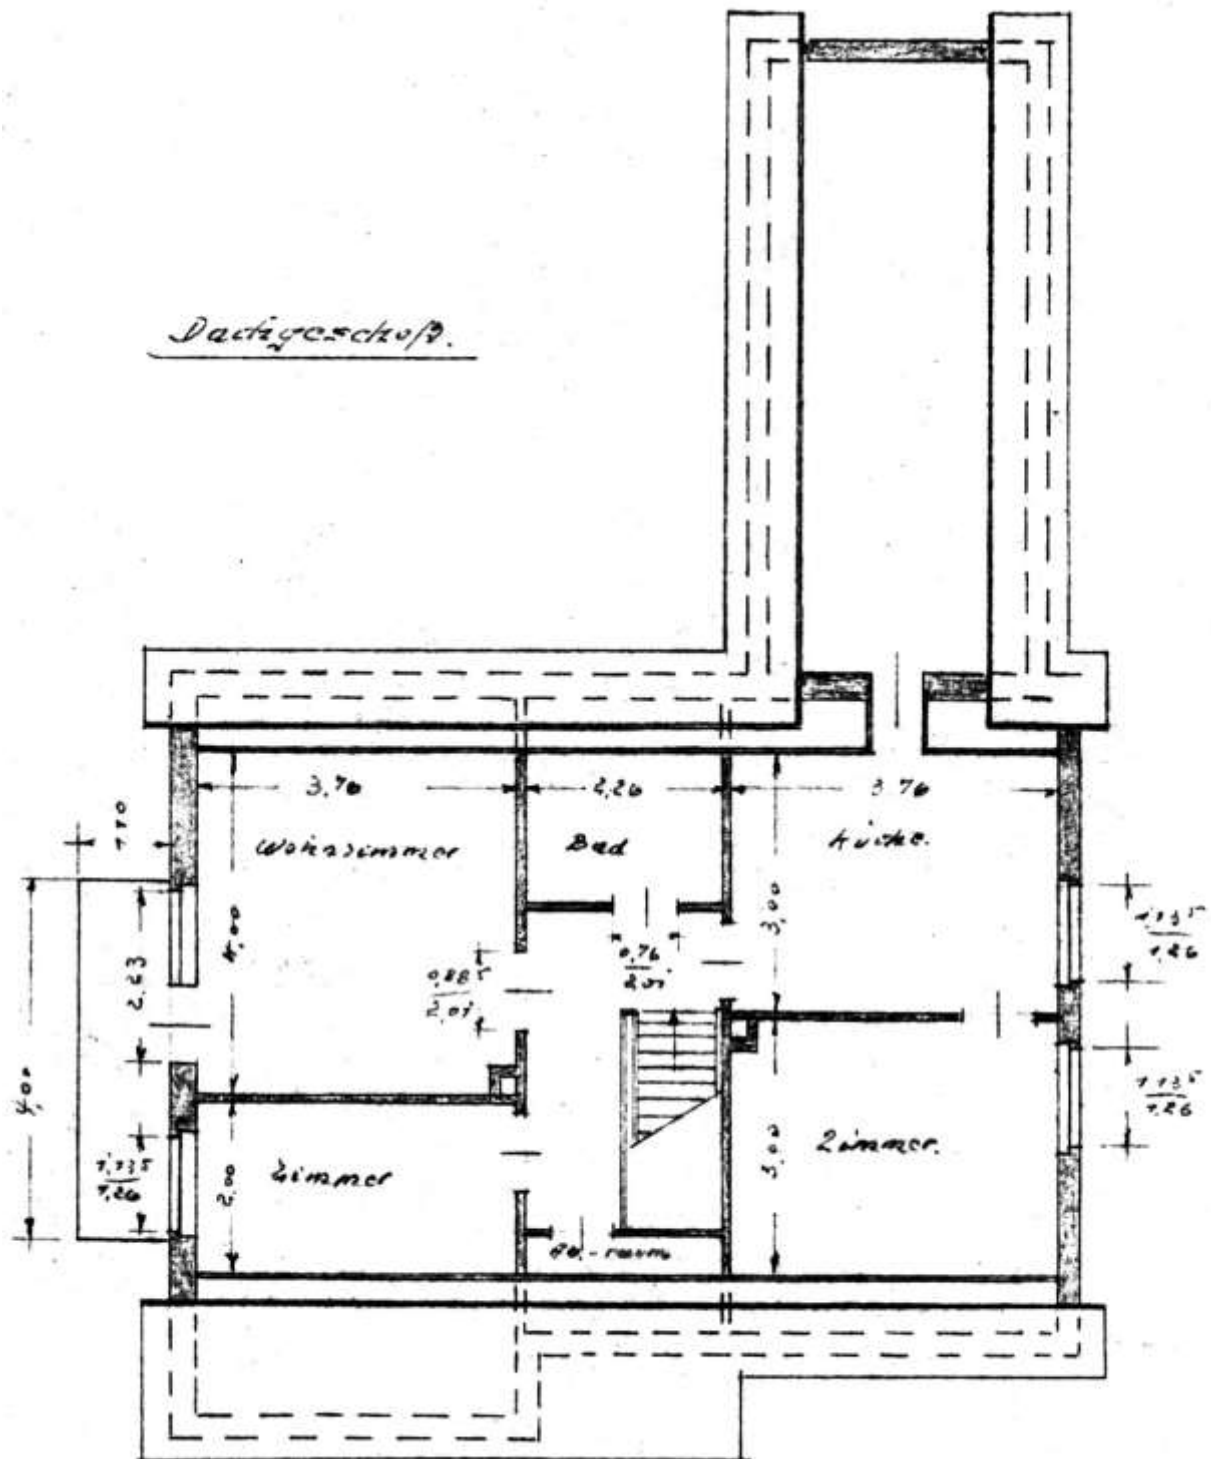 Dachgeschoß.
3,76
2,26
3,76
1,10
Wohnzimmer
Bad
Küche.
4,00
3,00
2,23
0,885
2,01
0,76
2,01
1,135
1,26
4,00
1,135
1,26
1,135
1,26
2,00
Zimmer
3,00
Zimmer.
Ab.-raum